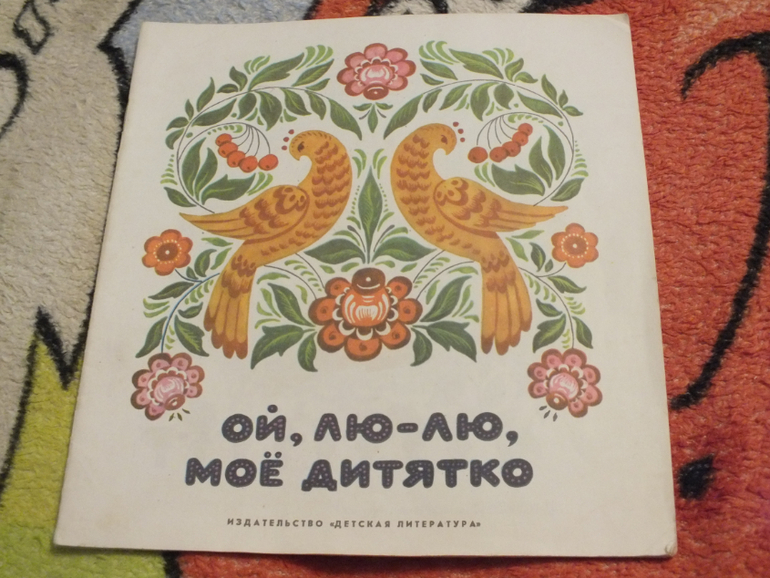 ОЙ, ЛЮ-ЛЮ,
МОЁ ДИТЯТКО
ИЗДАТЕЛЬСТВО «ДЕТСКАЯ ЛИТЕРАТУРА»